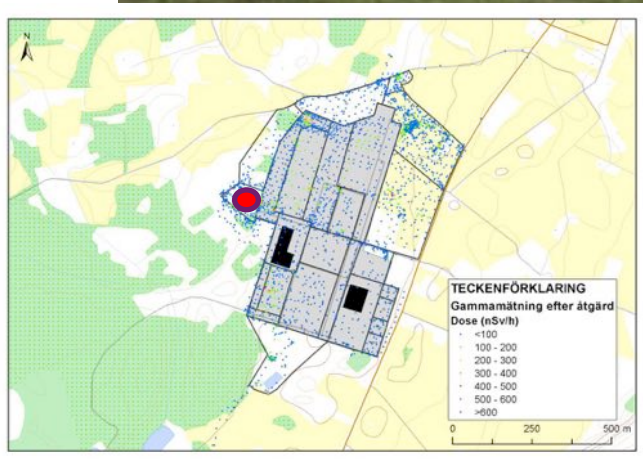 N
TECKENFÖRKLARING
Gammamätning efter åtgärd
Dose (nSv/h)
<100
100 - 200
200 - 300
300 - 400
400 - 500
500 - 600
>600
0 250 500 m